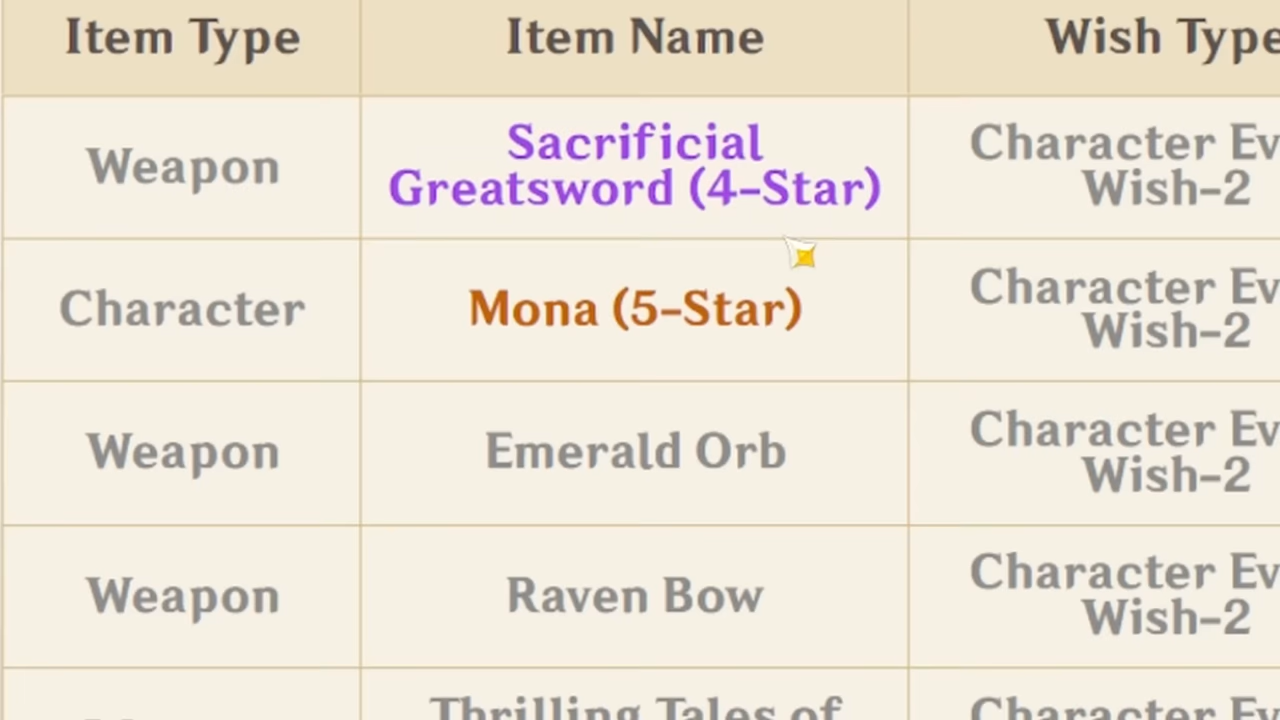 Item Type
Item Name
Wish Type
Weapon
Sacrificial
Greatsword (4-Star)
Character Ev
Wish-2
Character
Mona (5-Star)
Character Ev
Wish-2
Weapon
Emerald Orb
Character Ev
Wish-2
Weapon
Raven Bow
Character Ev
Wish-2
Thrilling Tales of
Character Ev